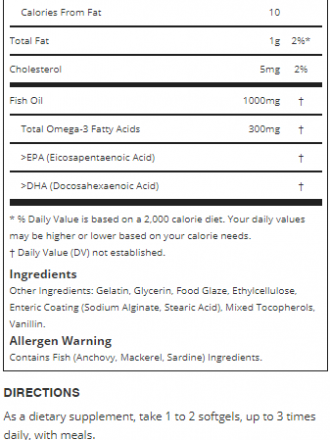 Calories From Fat 10
Total Fat 1g 2%*
Cholesterol 5mg 2%
Fish Oil 1000mg †
Total Omega-3 Fatty Acids 300mg †
>EPA (Eicosapentaenoic Acid) †
>DHA (Docosahexaenoic Acid) †
* % Daily Value is based on a 2,000 calorie diet. Your daily values
may be higher or lower based on your calorie needs.
† Daily Value (DV) not established.
Ingredients
Other Ingredients: Gelatin, Glycerin, Food Glaze, Ethylcellulose,
Enteric Coating (Sodium Alginate, Stearic Acid), Mixed Tocopherols,
Vanillin.
Allergen Warning
Contains Fish (Anchovy, Mackerel, Sardine) Ingredients.
DIRECTIONS
As a dietary supplement, take 1 to 2 softgels, up to 3 times
daily, with meals.